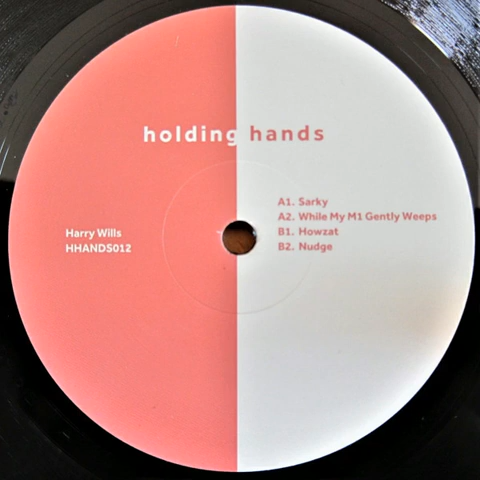 holding hands
Harry Wills
HHANDS012
A1. Sarky
A2. While My M1 Gently Weeps
B1. Howzat
B2. Nudge